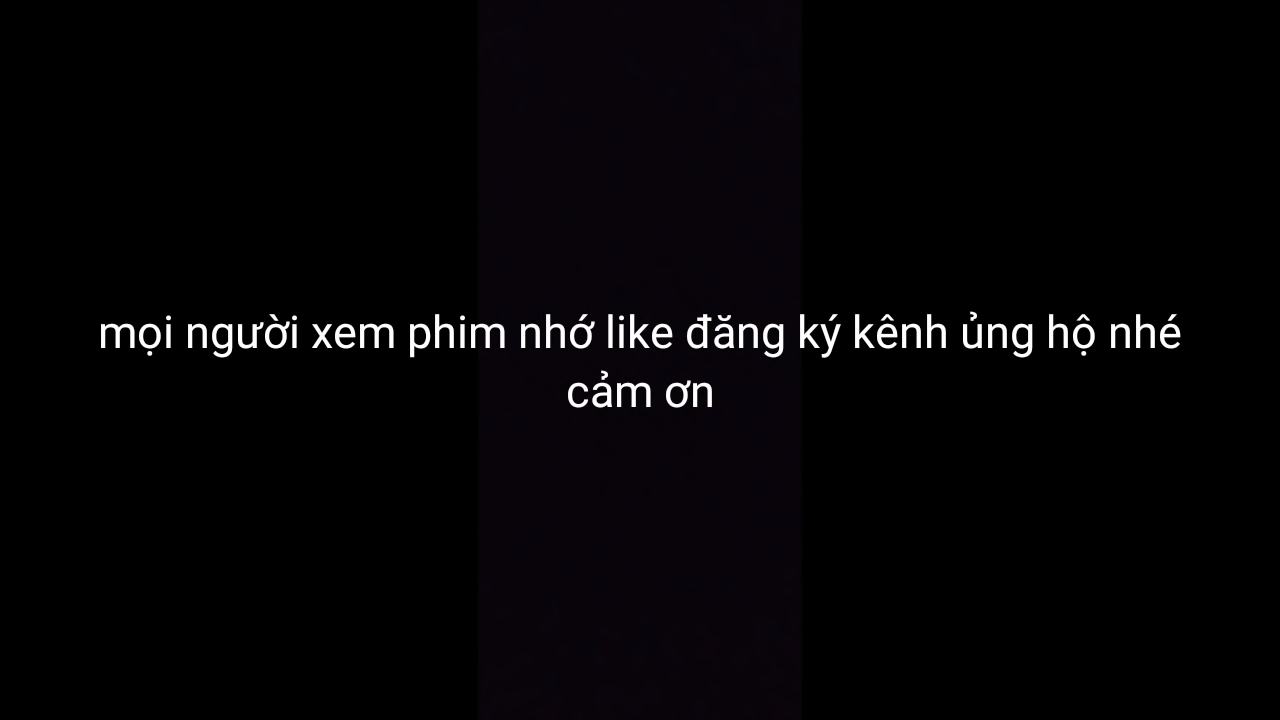 mọi người xem phim nhớ like đăng ký kênh ủng hộ nhé
cảm ơn